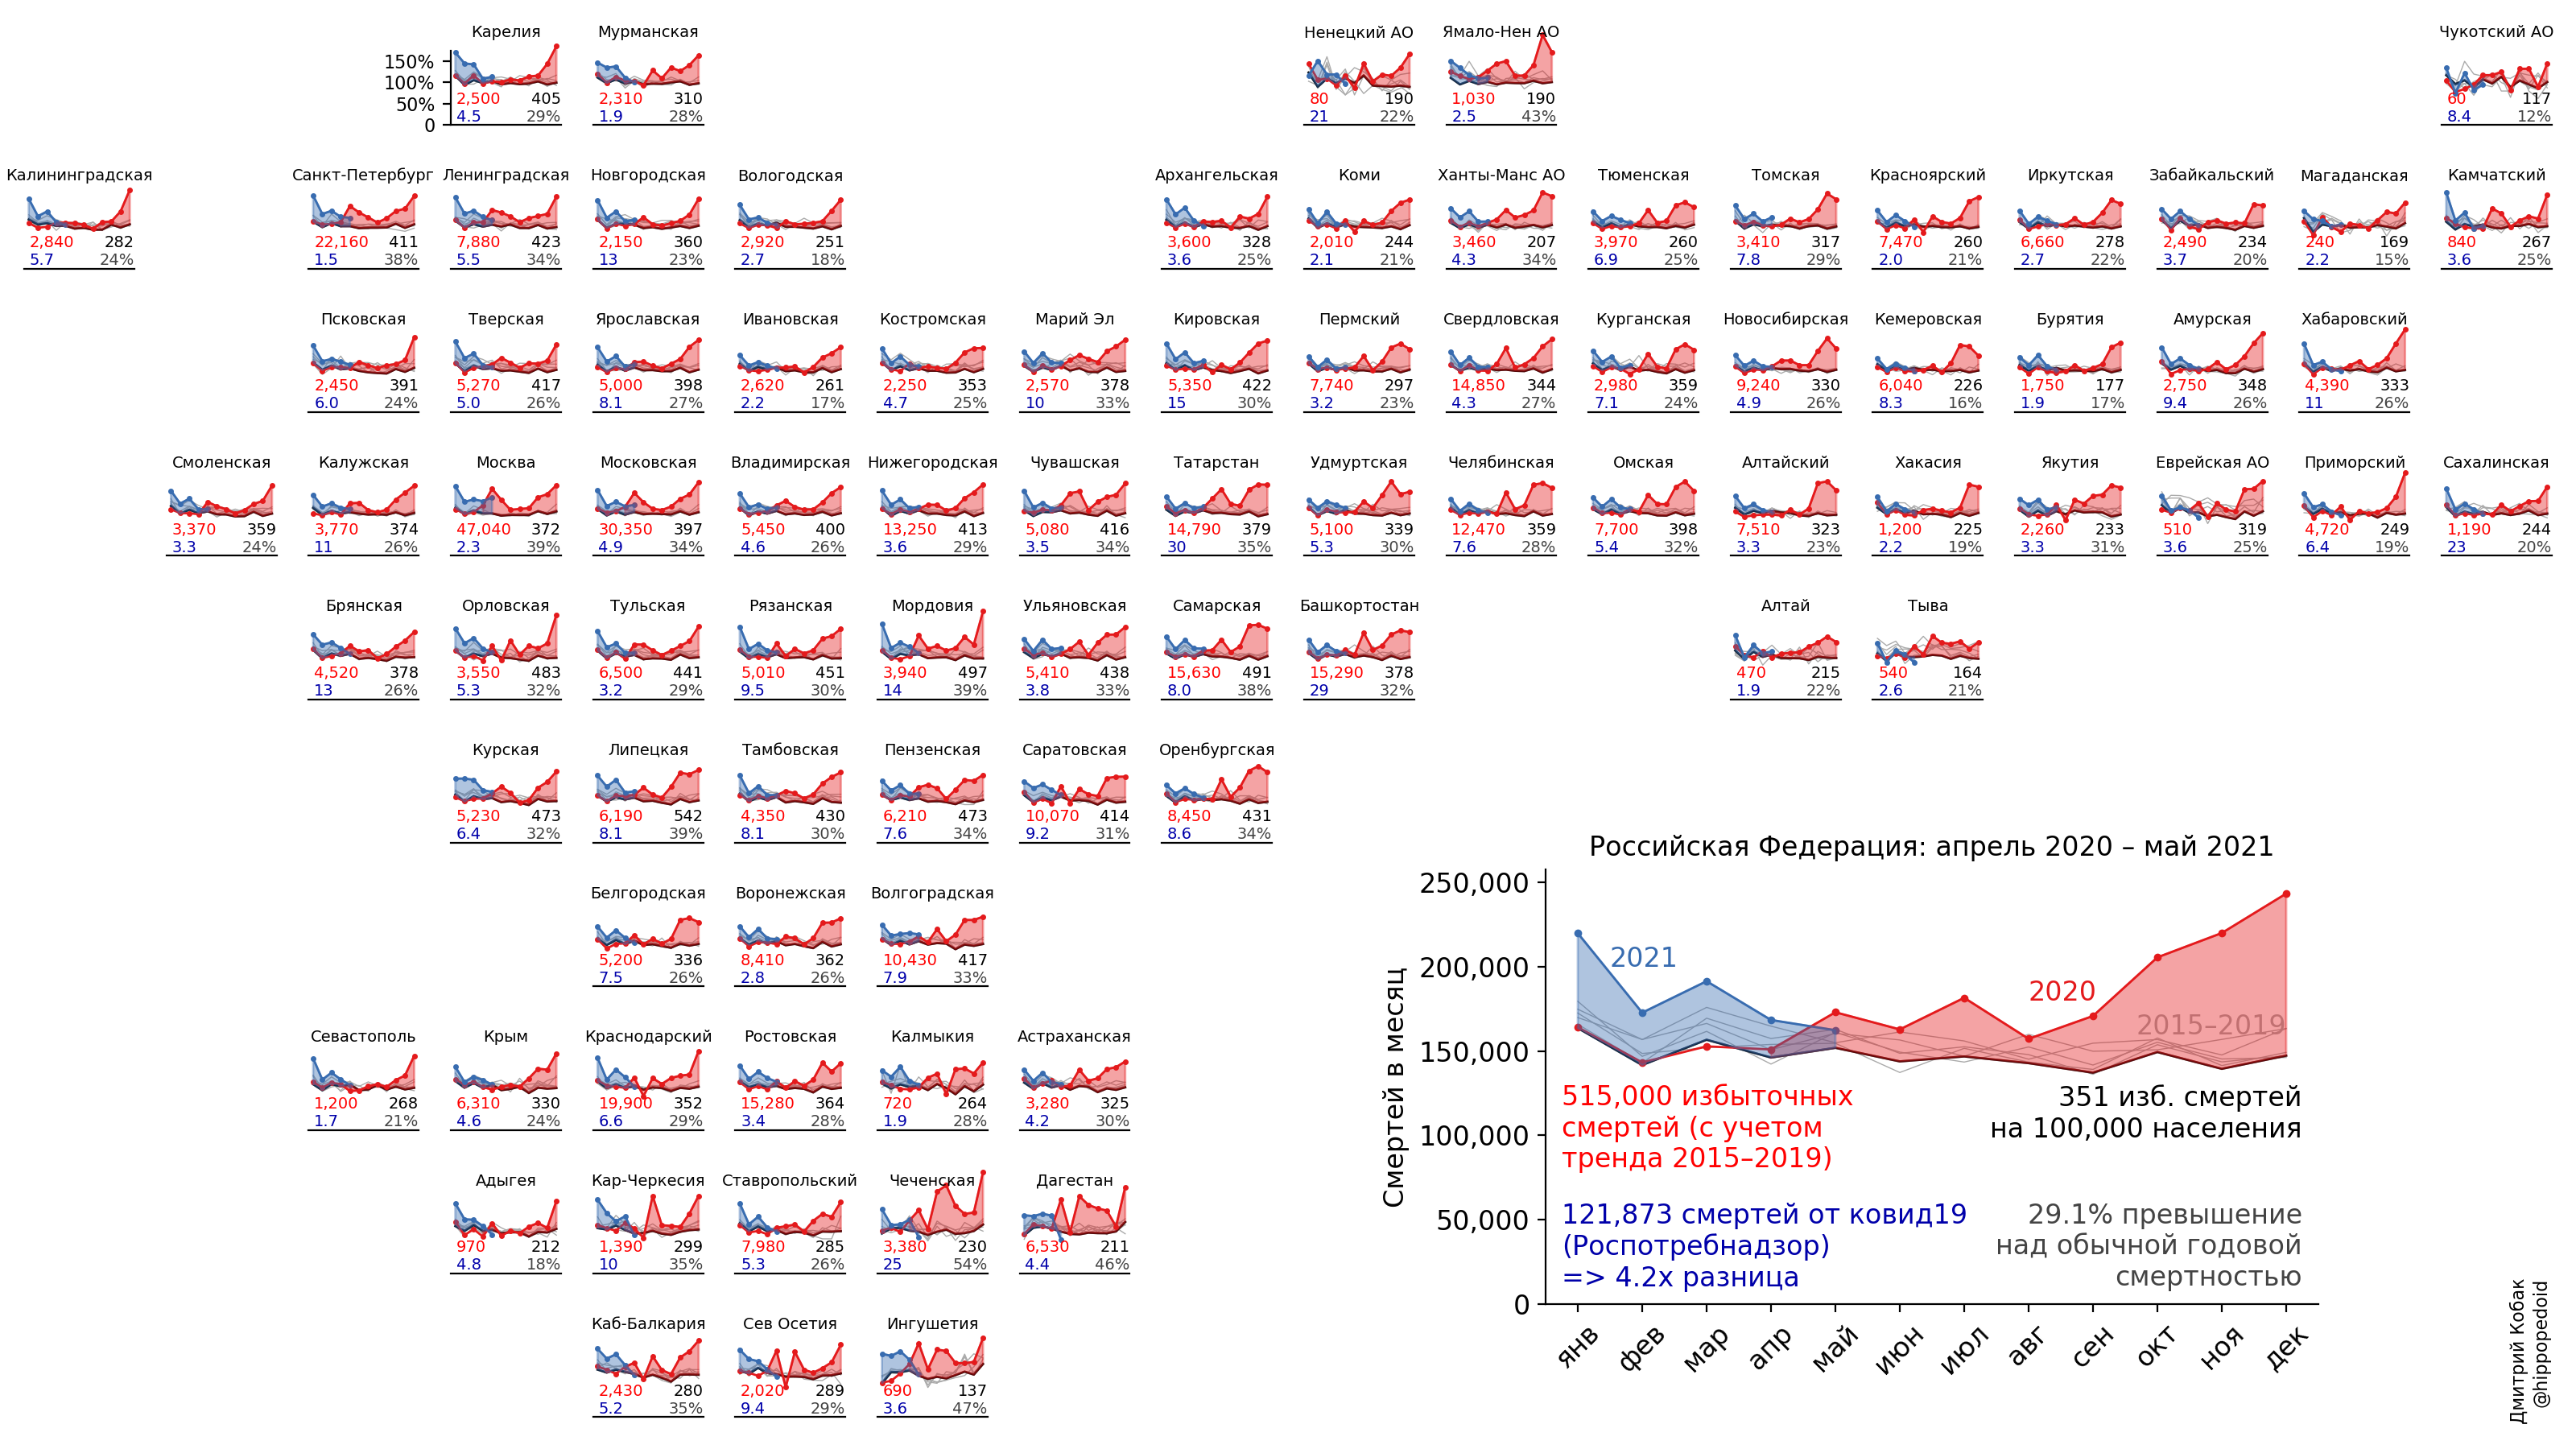 Карелия
150%
100%
50%
0
2,500 405
4.5 29%
Мурманская
2,310 310
1.9 28%
Ненецкий АО
80 190
21 22%
Ямало-Нен АО
1,030 190
2.5 43%
Чукотский АО
60 117
8.4 12%
Калининградская
2,840 282
5.7 24%
Санкт-Петербург
22,160 411
1.5 38%
Ленинградская
7,880 423
5.5 34%
Новгородская
2,150 360
13 23%
Вологодская
2,920 251
2.7 18%
Архангельская
3,600 328
3.6 25%
Коми
2,010 244
2.1 21%
Ханты-Манс АО
3,460 207
4.3 34%
Тюменская
3,970 260
6.9 25%
Томская
3,410 317
7.8 29%
Красноярский
7,470 260
2.0 21%
Иркутская
6,660 278
2.7 22%
Забайкальский
2,490 234
3.7 20%
Магаданская
240 169
2.2 15%
Камчатский
840 267
3.6 25%
Псковская
2,450 391
6.0 24%
Тверская
5,270 417
5.0 26%
Ярославская
5,000 398
8.1 27%
Ивановская
2,620 261
2.2 17%
Костромская
2,250 353
4.7 25%
Марий Эл
2,570 378
10 33%
Кировская
5,350 422
15 30%
Пермский
7,740 297
3.2 23%
Свердловская
14,850 344
4.3 27%
Курганская
2,980 359
7.1 24%
Новосибирская
9,240 330
4.9 26%
Кемеровская
6,040 226
8.3 16%
Бурятия
1,750 177
1.9 17%
Амурская
2,750 348
9.4 26%
Хабаровский
4,390 333
11 26%
Смоленская
3,370 359
3.3 24%
Калужская
3,770 374
11 26%
Москва
47,040 372
2.3 39%
Московская
30,350 397
4.9 34%
Владимирская
5,450 400
4.6 26%
Нижегородская
13,250 413
3.6 29%
Чувашская
5,080 416
3.5 34%
Татарстан
14,790 379
30 35%
Удмуртская
5,100 339
5.3 30%
Челябинская
12,470 359
7.6 28%
Омская
7,700 398
5.4 32%
Алтайский
7,510 323
3.3 23%
Хакасия
1,200 225
2.2 19%
Якутия
2,260 233
3.3 31%
Еврейская АО
510 319
3.6 25%
Приморский
4,720 249
6.4 19%
Сахалинская
1,190 244
23 20%
Брянская
4,520 378
13 26%
Орловская
3,550 483
5.3 32%
Тульская
6,500 441
3.2 29%
Рязанская
5,010 451
9.5 30%
Мордовия
3,940 497
14 39%
Ульяновская
5,410 438
3.8 33%
Самарская
15,630 491
8.0 38%
Башкортостан
15,290 378
29 32%
Алтай
470 215
1.9 22%
Тыва
540 164
2.6 21%
Курская
5,230 473
6.4 32%
Липецкая
6,190 542
8.1 39%
Тамбовская
4,350 430
8.1 30%
Пензенская
6,210 473
7.6 34%
Саратовская
10,070 414
9.2 31%
Оренбургская
8,450 431
8.6 34%
Белгородская
5,200 336
7.5 26%
Воронежская
8,410 362
2.8 26%
Волгоградская
10,430 417
7.9 33%
Севастополь
1,200 268
1.7 21%
Крым
6,310 330
4.6 24%
Краснодарский
19,900 352
6.6 29%
Ростовская
15,280 364
3.4 28%
Калмыкия
720 264
1.9 28%
Астраханская
3,280 325
4.2 30%
Адыгея
970 212
4.8 18%
Кар-Черкесия
1,390 299
10 35%
Ставропольский
7,980 285
5.3 26%
Чеченская
3,380 230
25 54%
Дагестан
6,530 211
4.4 46%
Каб-Балкария
2,430 280
5.2 35%
Сев Осетия
2,020 289
9.4 29%
Ингушетия
690 137
3.6 47%
Российская Федерация: апрель 2020 – май 2021
Смертей в месяц
250,000
200,000
150,000
100,000
50,000
0
2021
2020
2015–2019
515,000 избыточных
смертей (с учетом
тренда 2015–2019)
351 изб. смертей
на 100,000 населения
121,873 смертей от ковид19
(Роспотребнадзор)
=> 4.2x разница
29.1% превышение
над обычной годовой
смертностью
янв фев мар апр май июн июл авг сен окт ноя дек
Дмитрий Кобак
@hippopedoid